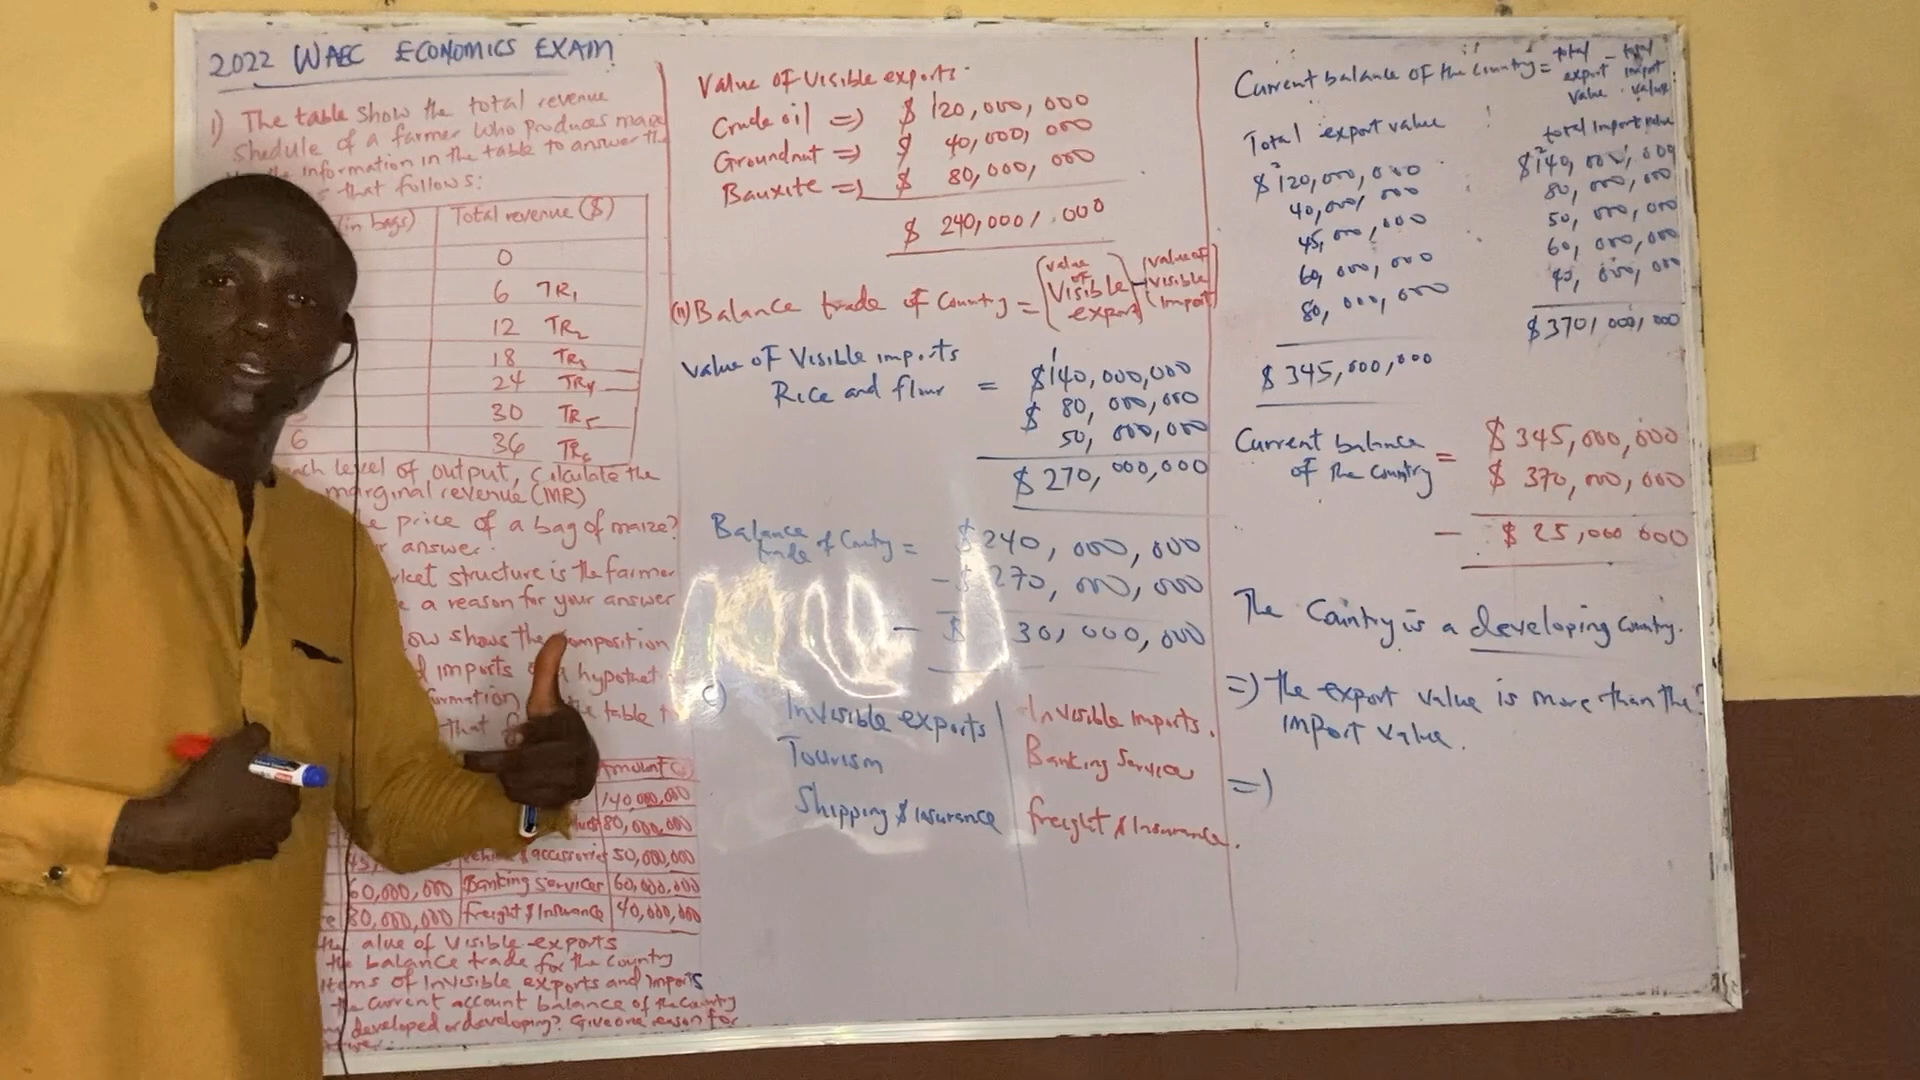 2022 WAEC ECONOMICS EXAM
1) The table show the total revenue
Shedule of a farmer who produces maize
the information in the table to answer the
that follows:
(in bags) Total revenue ($)
0
6 TR1
12 TR2
18 TR3
24 TR4
30 TR5
6 36 TR6
each level of output, calculate the
marginal revenue (MR)
price of a bag of maize?
answer.
structure is the farmer
a reason for your answer
shows the composition
imports hypothet
the table
that
Amount
140,000,000
80,000,000
accessories 50,000,000
60,000,000 Banking services 60,000,000
80,000,000 freight & Insurance 40,000,000
alue of Visible exports
the balance trade for the country
items of Invisible exports and imports
the current account balance of the country
developed or developing? Give one reason for
Value of Visible exports.
Crude oil => $ 120,000,000
Groundnut => $ 40,000,000
Bauxite => $ 80,000,000
$ 240,000,000
(ii) Balance trade of Country = (value of Visible export) - (value of visible import)
Value of Visible imports
Rice and flour = $140,000,000
$ 80,000,000
50,000,000
$ 270,000,000
Balance trade of Country = $240,000,000
- $ 270,000,000
- $ 30,000,000
c) Invisible exports Invisible Imports.
Tourism Banking Services
Shipping & Insurance freight & Insurance.
Current balance of the country = total export value - total import value
Total export value total import value
$ 120,000,000 $140,000,000
40,000,000 80,000,000
45,000,000 50,000,000
60,000,000 60,000,000
80,000,000 40,000,000
$ 345,000,000 $370,000,000
Current balance of the country = $ 345,000,000
$ 370,000,000
- $ 25,000 000
The Country is a developing country.
=) the export value is more than the
import value.
=)